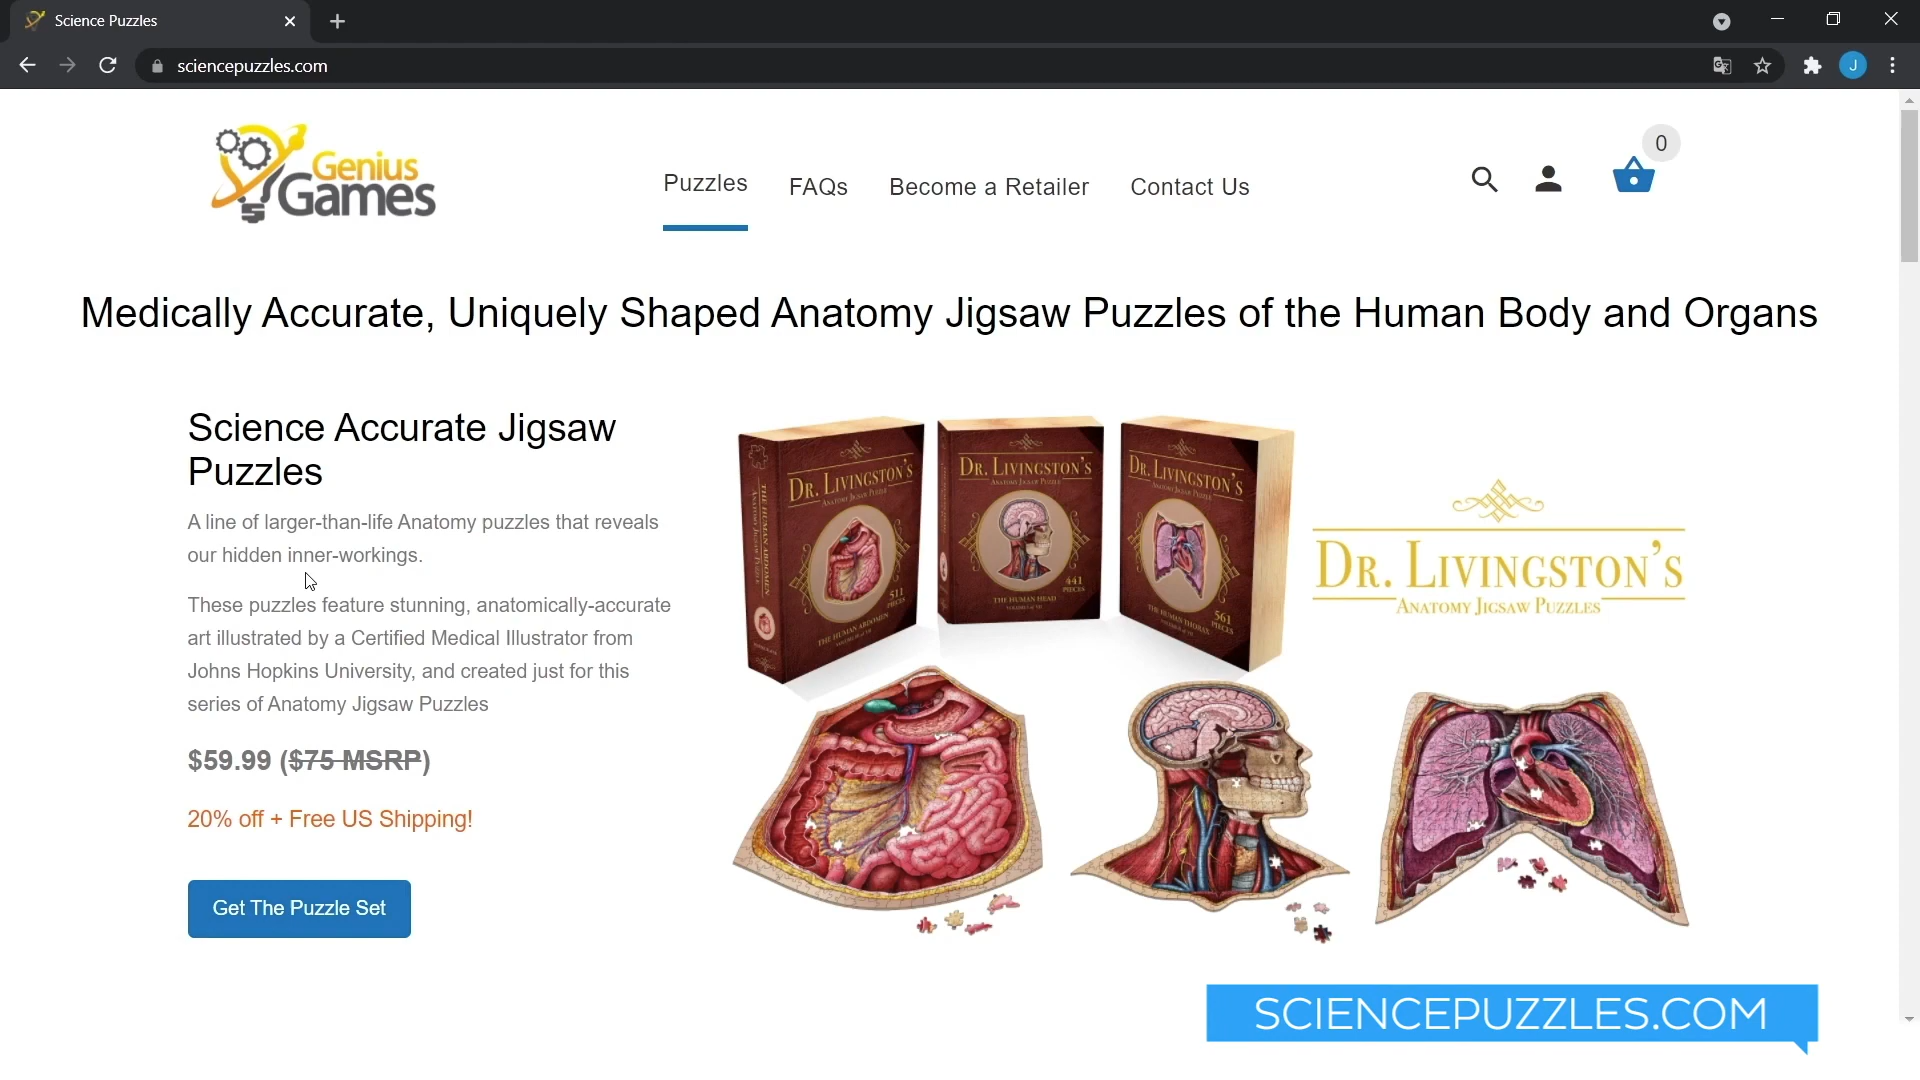 Science Puzzles
sciencepuzzles.com
J
Genius
Games
Puzzles
FAQs
Become a Retailer
Contact Us
0
Medically Accurate, Uniquely Shaped Anatomy Jigsaw Puzzles of the Human Body and Organs
Science Accurate Jigsaw
Puzzles
A line of larger-than-life Anatomy puzzles that reveals
our hidden inner-workings.
These puzzles feature stunning, anatomically-accurate
art illustrated by a Certified Medical Illustrator from
Johns Hopkins University, and created just for this
series of Anatomy Jigsaw Puzzles
$59.99 ($75 MSRP)
20% off + Free US Shipping!
Get The Puzzle Set
DR. LIVINGSTON'S
ANATOMY JIGSAW PUZZLE
511
PIECES
THE HUMAN ABDOMEN
THE HUMAN ABDOMEN
ANATOMY JIGSAW PUZZLE
DR. LIVINGSTON'S
ANATOMY JIGSAW PUZZLE
441
PIECES
THE HUMAN HEAD
DR. LIVINGSTON'S
ANATOMY JIGSAW PUZZLE
561
PIECES
THE HUMAN THORAX
DR. LIVINGSTON'S
ANATOMY JIGSAW PUZZLES
SCIENCEPUZZLES.COM